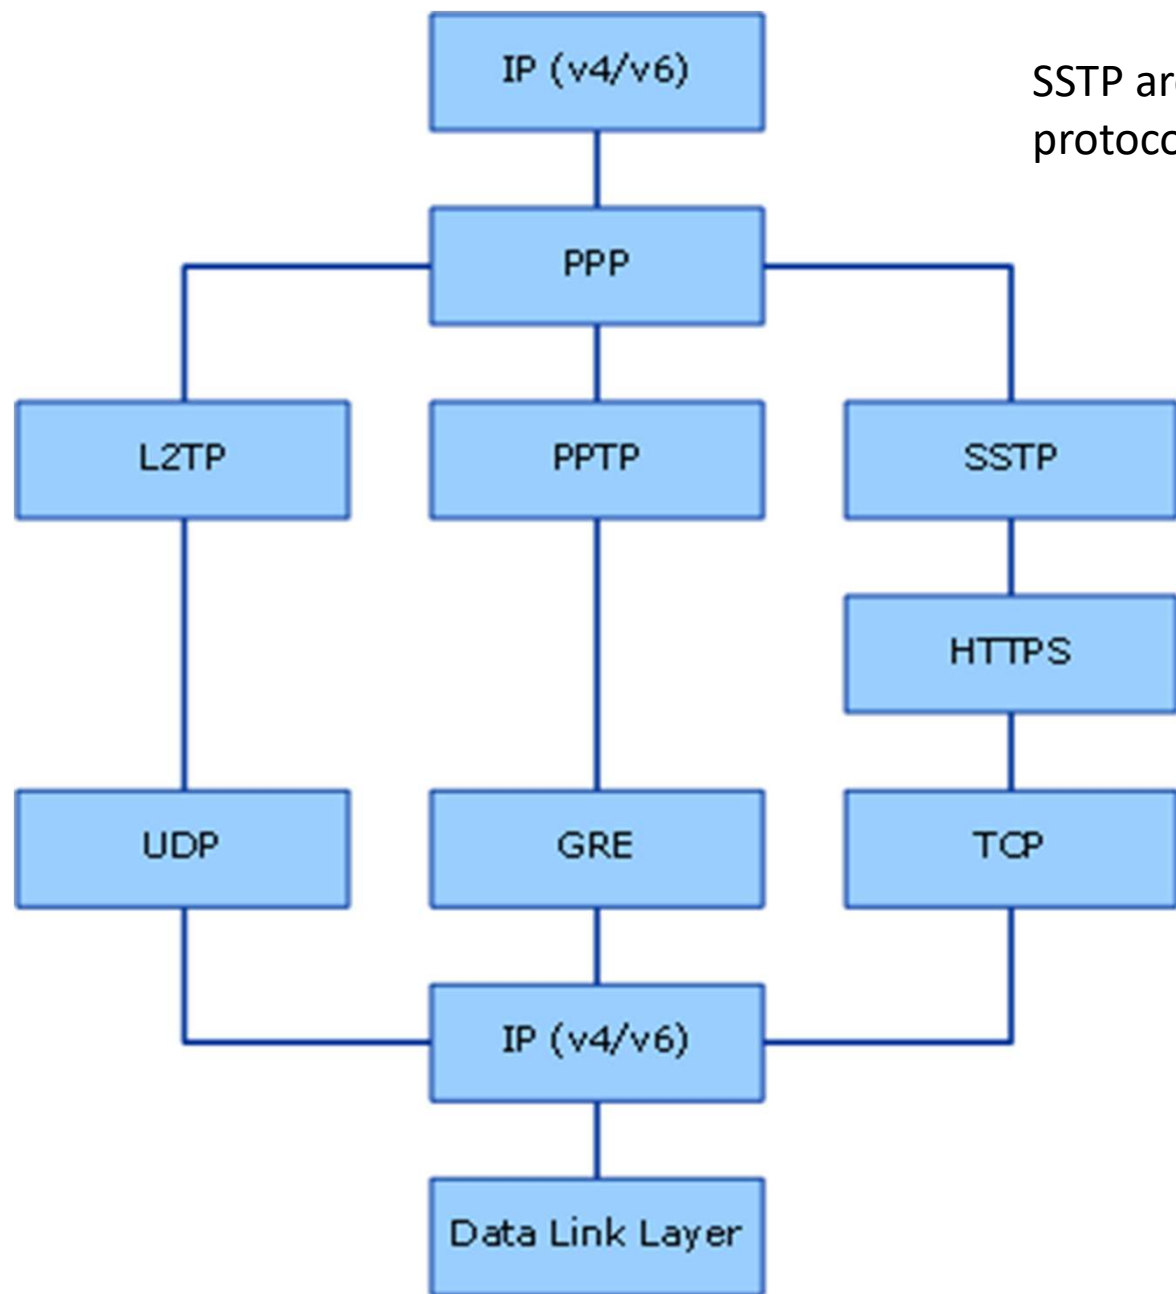 IP (v4/v6)
SSTP
protoco
PPP
L2TP
PPTP
SSTP
HTTPS
UDP
GRE
TCP
IP (v4/v6)
Data Link Layer